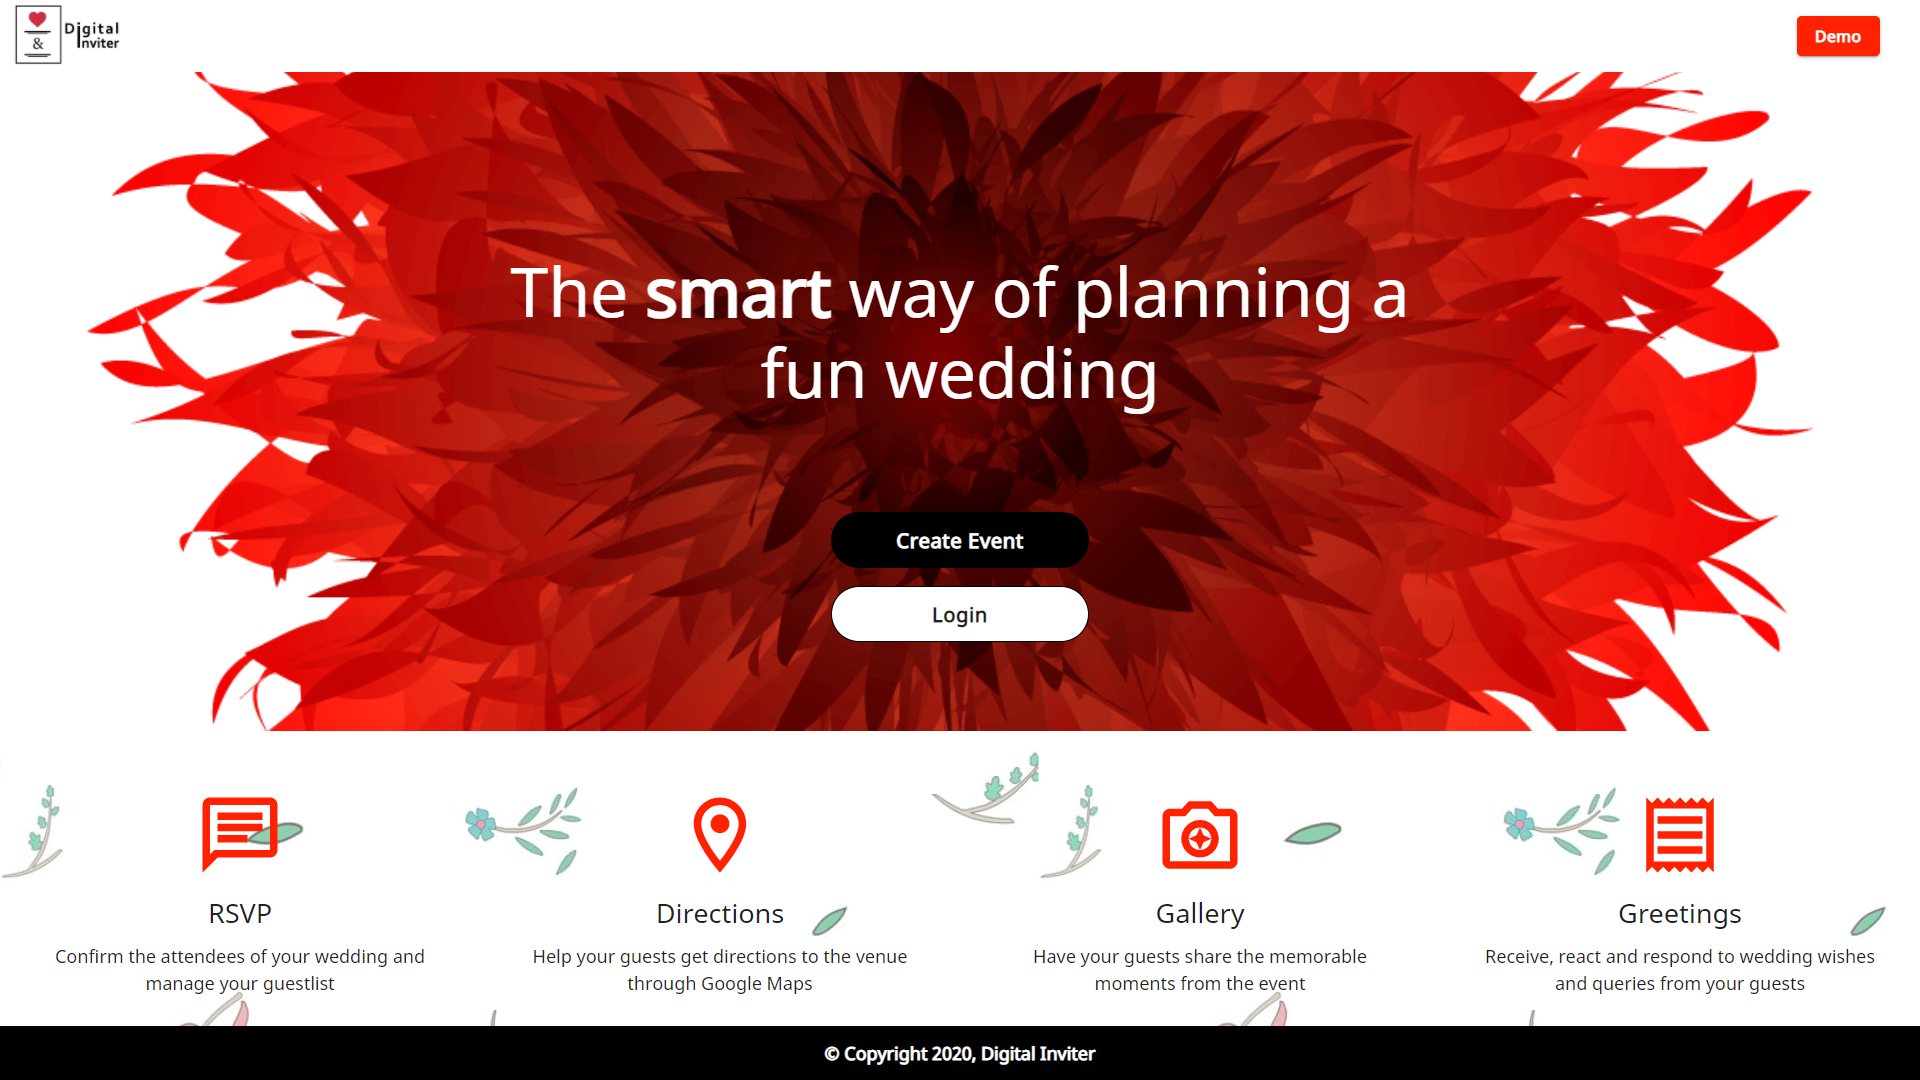 &
Digital
Inviter
Demo
The smart way of planning a
fun wedding
Create Event
Login
RSVP
Confirm the attendees of your wedding and
manage your guestlist
Directions
Help your guests get directions to the venue
through Google Maps
Gallery
Have your guests share the memorable
moments from the event
Greetings
Receive, react and respond to wedding wishes
and queries from your guests
© Copyright 2020, Digital Inviter